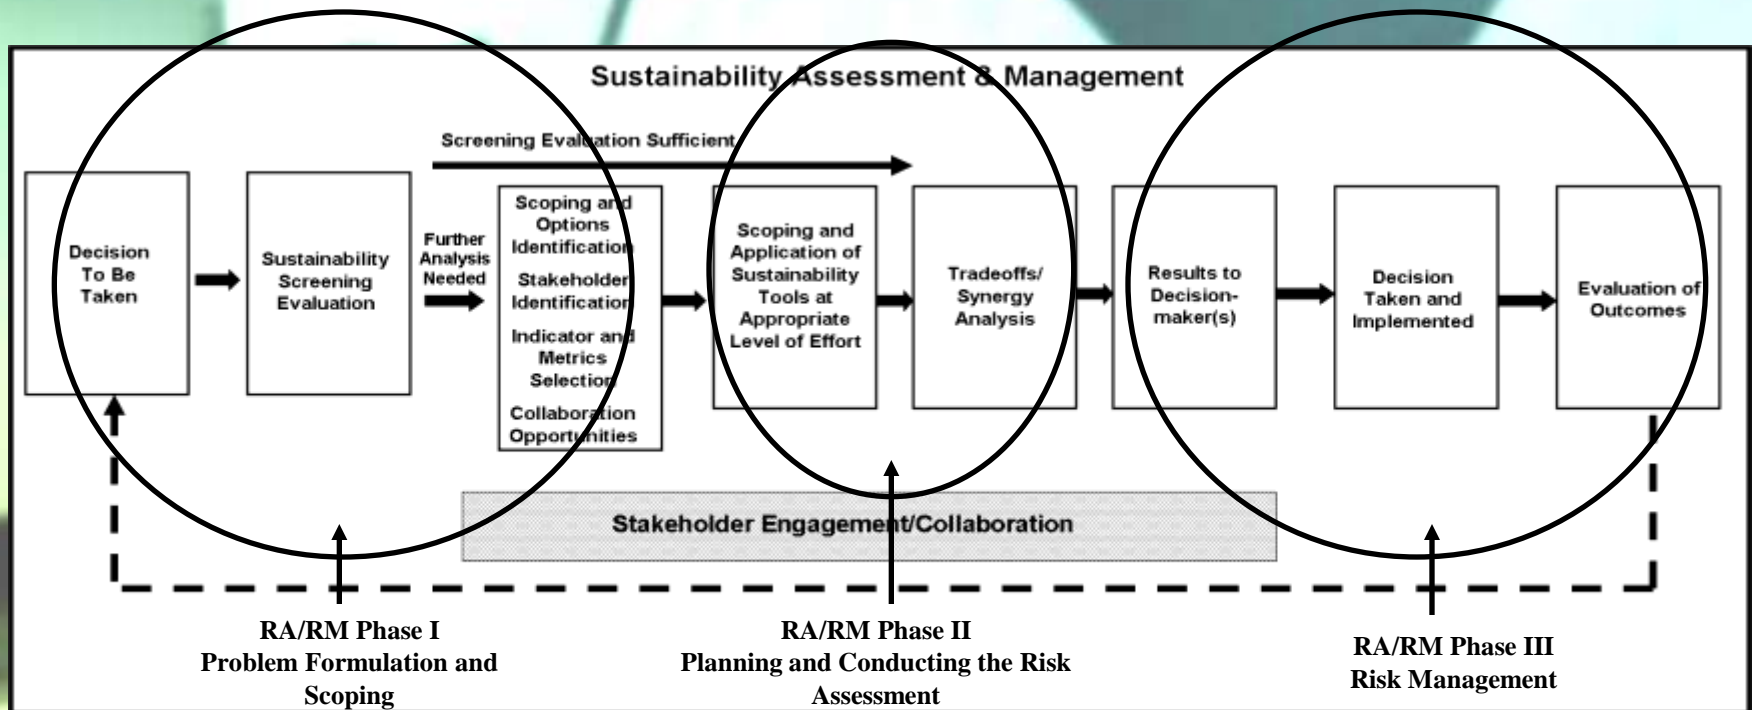 Sustainability Assessment & Management
Screening Evaluation Sufficient
Decision
To Be
Taken
Sustainability
Screening
Evaluation
Further
Analysis
Needed
Scoping and
Options
Identification
Stakeholder
Identification
Indicator and
Metrics
Selection
Collaboration
Opportunities
Scoping and
Application of
Sustainability
Tools at
Appropriate
Level of Effort
Tradeoffs/
Synergy
Analysis
Results to
Decision-
maker(s)
Decision
Taken and
Implemented
Evaluation of
Outcomes
Stakeholder Engagement/Collaboration
RA/RM Phase I
Problem Formulation and
Scoping
RA/RM Phase II
Planning and Conducting the Risk
Assessment
RA/RM Phase III
Risk Management